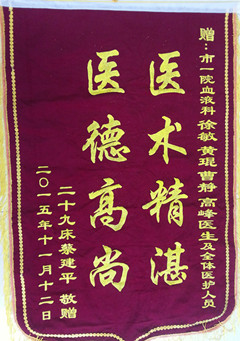 赠：市一院血液科 徐敏 黄琨 曹静 高峰医生及全体医护人员
医术精湛
医德高尚
二十九床蔡建平 敬赠
二〇一五年十一月十二日